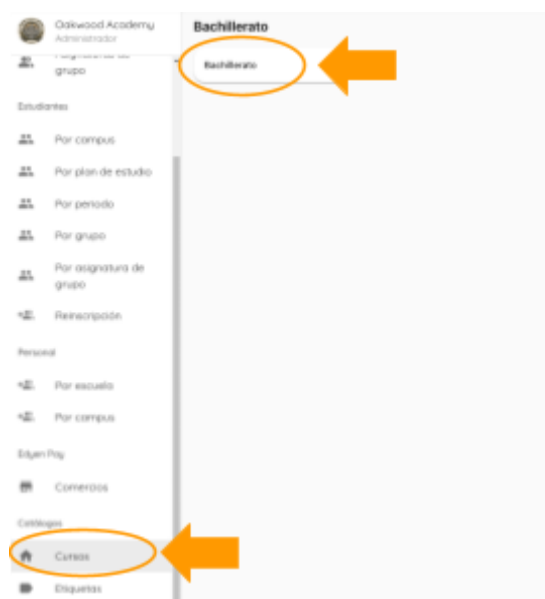 Oakwood Academy
Administrador
grupo
Estudiantes
Por campus
Por plan de estudio
Por periodo
Por grupo
Por asignatura de
grupo
Reinscripción
Personal
Por escuela
Por campus
Edyen Pay
Comercios
Catálogos
Cursos
Etiquetas
Bachillerato
Bachillerato